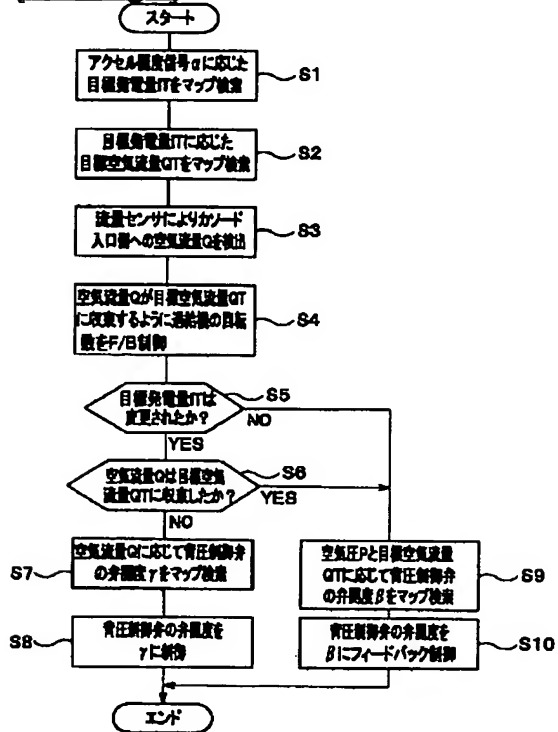 スタート
アクセル開度信号αに応じた
目標発電量ITをマップ検索
S1
目標発電量ITに応じた
目標空気流量QTをマップ検索
S2
流量センサによりカソード
入口側への空気流量Qを検出
S3
空気流量Qが目標空気流量QT
に収束するように過給機の回転
数をF/B制御
S4
目標発電量ITは
変更されたか?
S5
NO
YES
空気流量Qは目標空気
流量QTに収束したか?
S6
YES
NO
空気流量Qに応じて背圧制御弁
の弁開度γをマップ検索
S7
空気圧Pと目標空気流量
QTに応じて背圧制御弁
の弁開度βをマップ検索
S9
背圧制御弁の弁開度を
γに制御
S8
背圧制御弁の弁開度を
βにフィードバック制御
S10
エンド